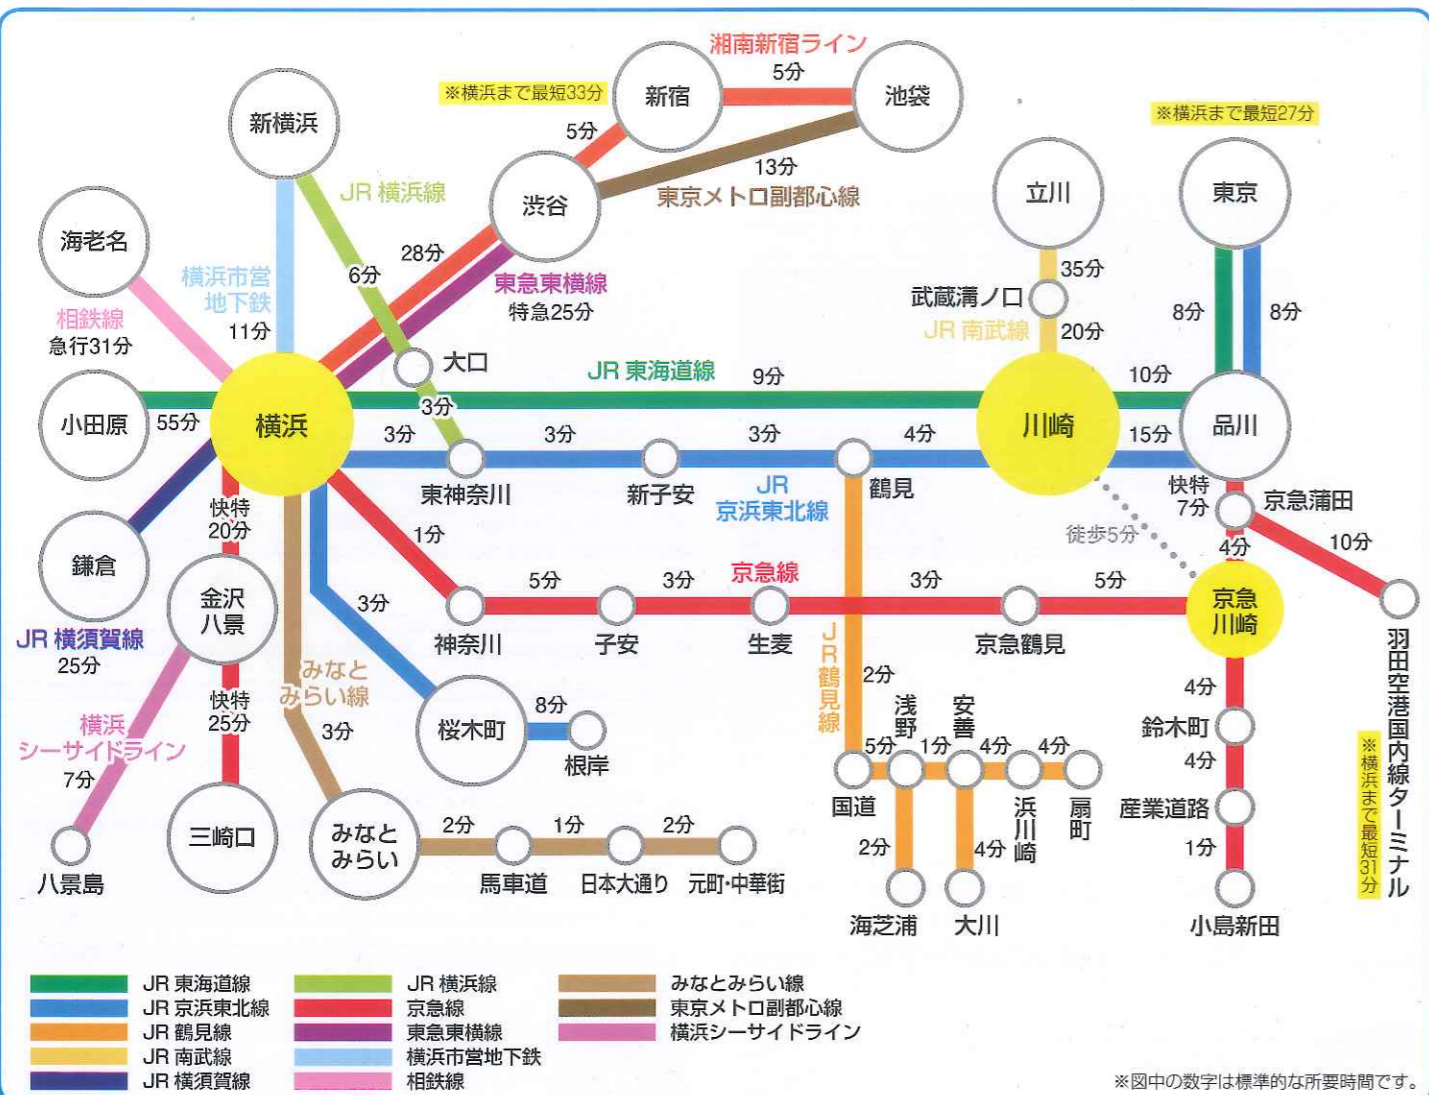 湘南新宿ライン
5分
※横浜まで最短33分
新宿
池袋
新横浜
※横浜まで最短27分
5分
13分
東京メトロ副都心線
JR 横浜線
渋谷
立川
東京
海老名
28分
6分
横浜市営
地下鉄
11分
東急東横線
特急25分
35分
武蔵溝ノ口
JR 南武線
20分
8分
8分
相鉄線
急行31分
大口
JR 東海道線
9分
10分
3分
小田原
55分
横浜
川崎
品川
3分
3分
3分
4分
15分
東神奈川
新子安
JR
京浜東北線
鶴見
快特
7分
京急蒲田
徒歩5分
4分
10分
快特
20分
1分
鎌倉
JR 横須賀線
25分
金沢
八景
3分
5分
3分
京急線
3分
5分
京急
川崎
神奈川
子安
生麦
京急鶴見
羽田空港国内線ターミナル
※横浜まで最短31分
みなと
みらい線
3分
快特
25分
横浜
シーサイドライン
7分
桜木町
8分
根岸
JR鶴見線
2分
浅野
安善
5分
1分
4分
4分
国道
浜川崎
扇町
4分
鈴木町
4分
産業道路
1分
小島新田
三崎口
みなと
みらい
2分
1分
2分
八景島
馬車道
日本大通り
元町・中華街
2分
4分
海芝浦
大川
JR 東海道線
JR 京浜東北線
JR 鶴見線
JR 南武線
JR 横須賀線
JR 横浜線
京急線
東急東横線
横浜市営地下鉄
相鉄線
みなとみらい線
東京メトロ副都心線
横浜シーサイドライン
※図中の数字は標準的な所要時間です。